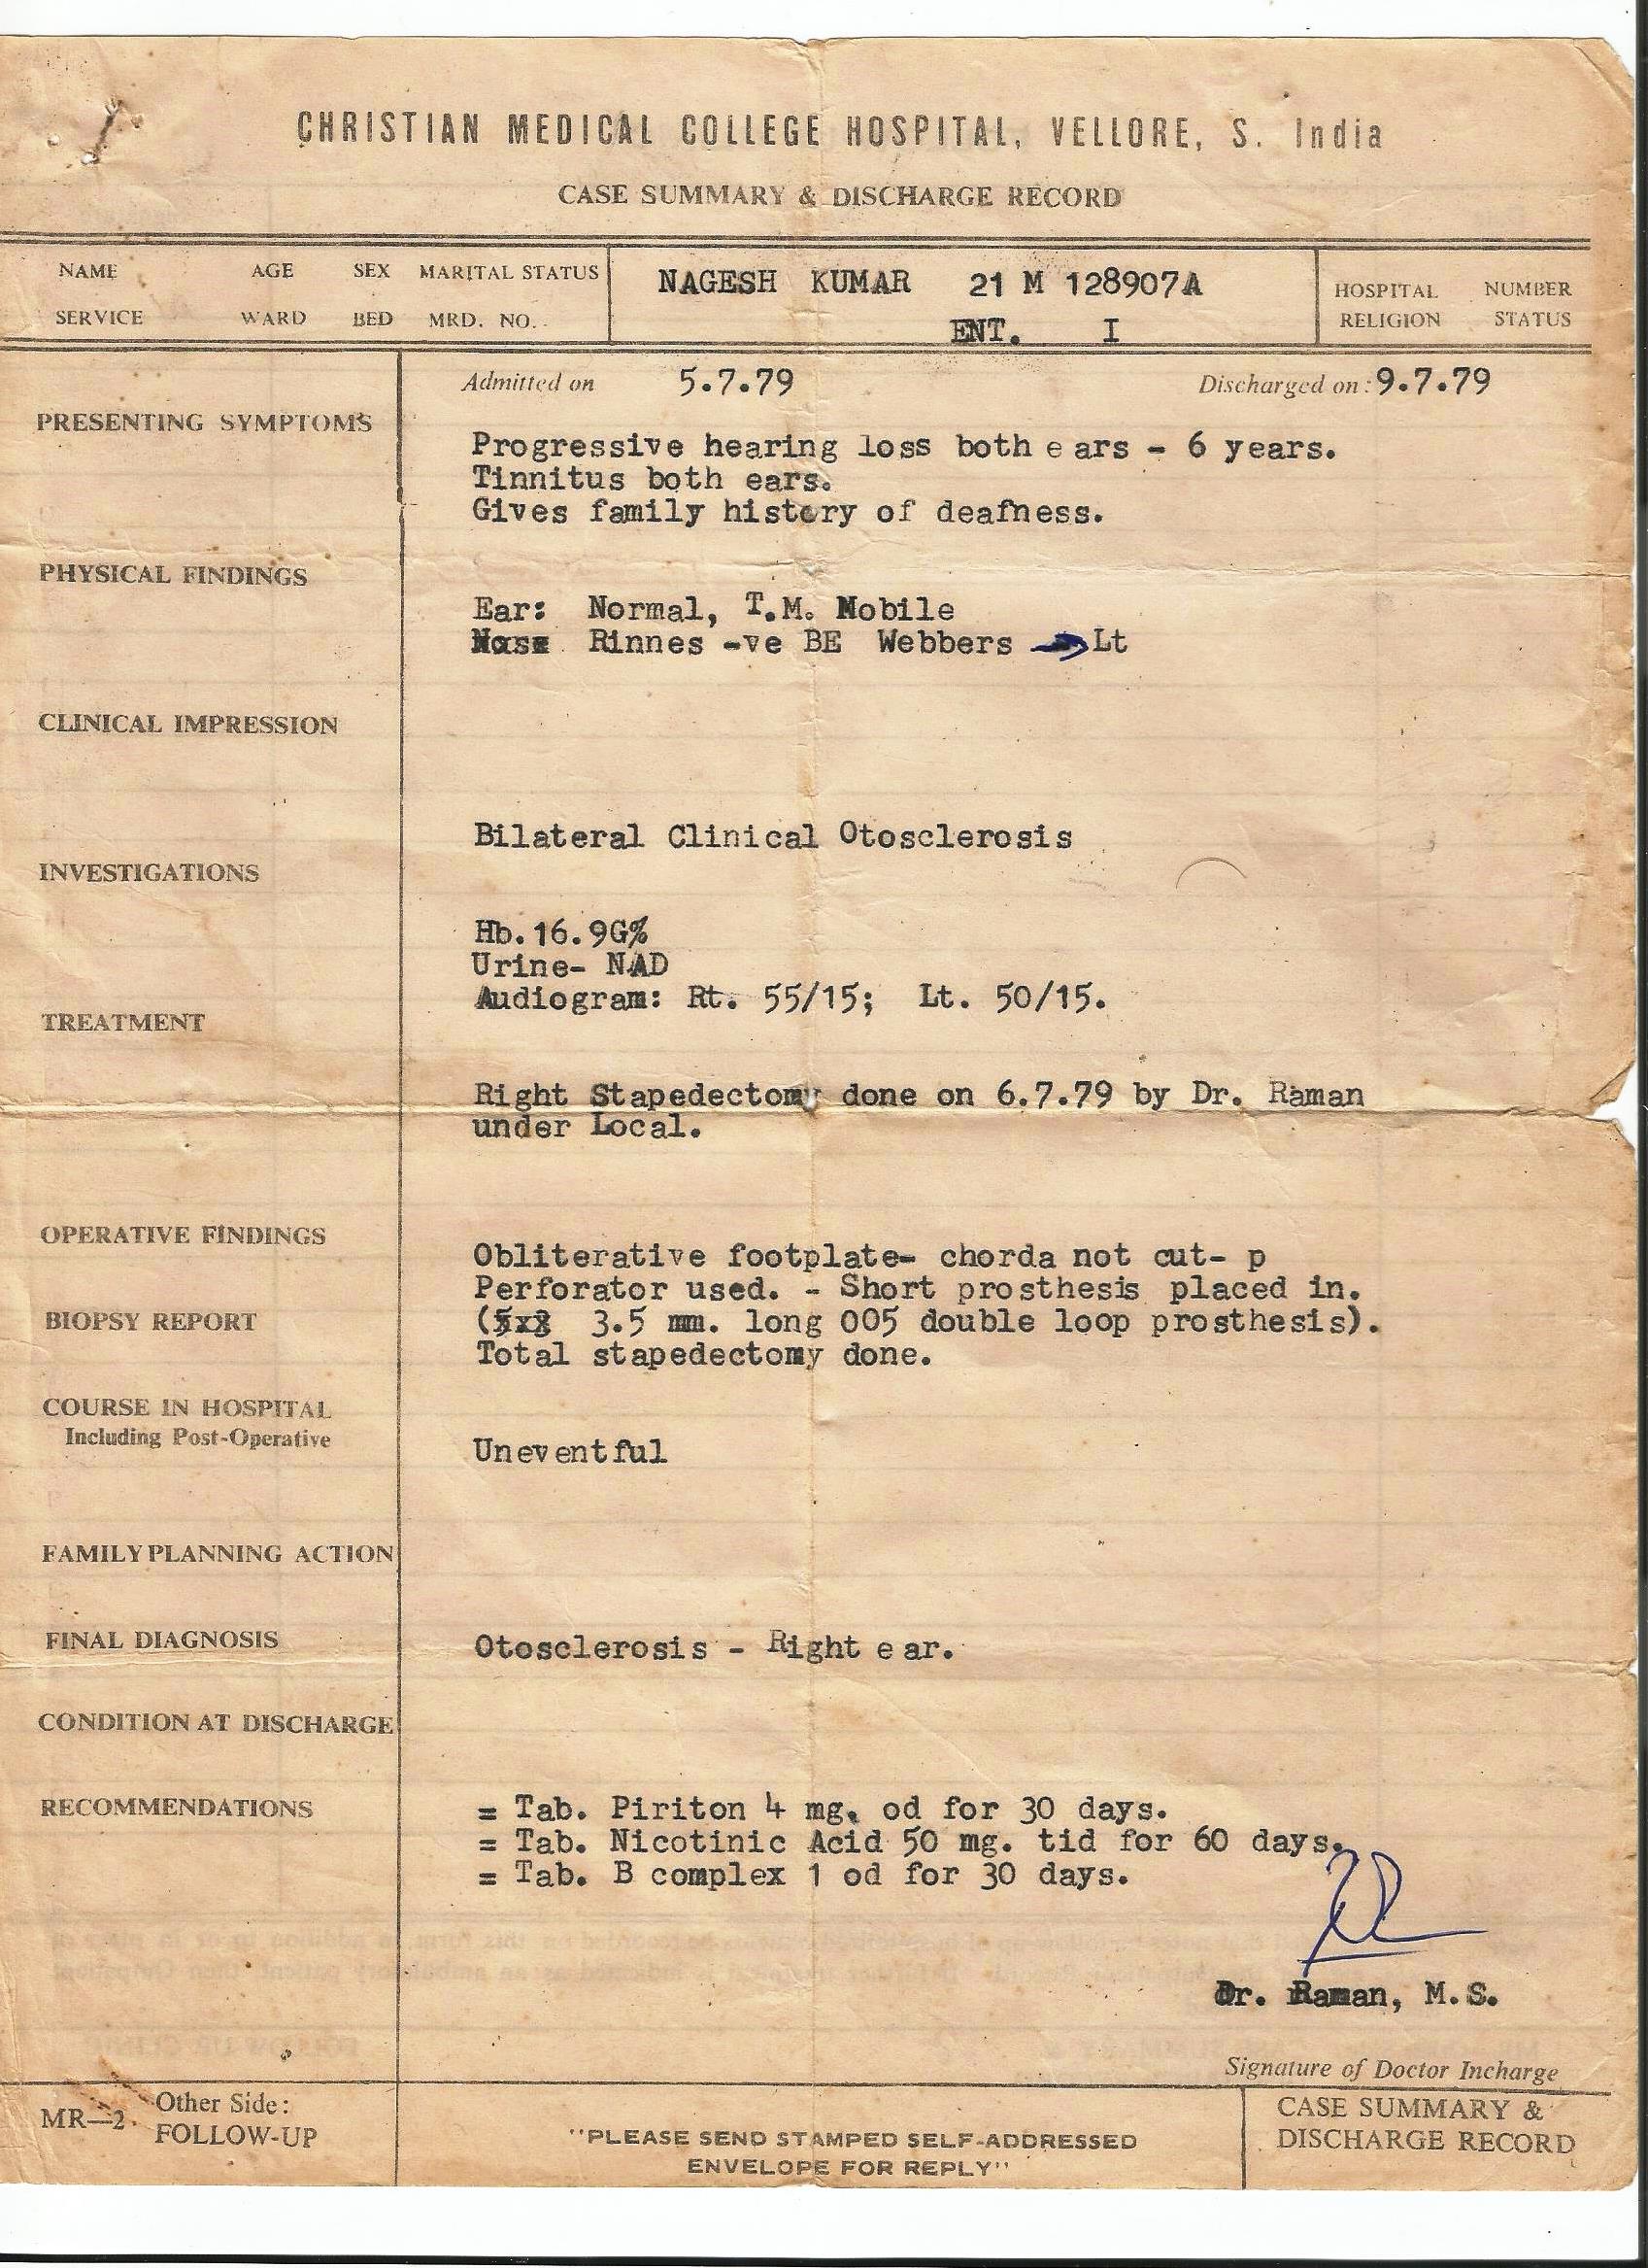 CHRISTIAN MEDICAL COLLEGE HOSPITAL, VELLORE, S. India
CASE SUMMARY & DISCHARGE RECORD
NAME AGE SEX MARITAL STATUS
SERVICE WARD BED MRD. NO.
NAGESH KUMAR 21 M 128907A
ENT. I
HOSPITAL NUMBER
RELIGION STATUS
Admitted on 5.7.79 Discharged on: 9.7.79
PRESENTING SYMPTOMS
Progressive hearing loss both e ars - 6 years.
Tinnitus both ears.
Gives family history of deafness.
PHYSICAL FINDINGS
Ear: Normal, T.M. Mobile
Rinnes -ve BE Webbers → Lt
CLINICAL IMPRESSION
Bilateral Clinical Otosclerosis
INVESTIGATIONS
Hb.16.9G%
Urine- NAD
Audiogram: Rt. 55/15; Lt. 50/15.
TREATMENT
Right Stapedectomy done on 6.7.79 by Dr. Raman
under Local.
OPERATIVE FINDINGS
Obliterative footplate- chorda not cut- p
Perforator used. - Short prosthesis placed in.
BIOPSY REPORT
( 3.5 mm. long 005 double loop prosthesis).
Total stapedectomy done.
COURSE IN HOSPITAL
Including Post-Operative
Uneventful
FAMILY PLANNING ACTION
FINAL DIAGNOSIS
Otosclerosis - Right e ar.
CONDITION AT DISCHARGE
RECOMMENDATIONS
= Tab. Piriton 4 mg. od for 30 days.
= Tab. Nicotinic Acid 50 mg. tid for 60 days.
= Tab. B complex 1 od for 30 days.
Dr. Raman, M.S.
Signature of Doctor Incharge
MR—2. Other Side:
FOLLOW-UP
"PLEASE SEND STAMPED SELF-ADDRESSED
ENVELOPE FOR REPLY"
CASE SUMMARY &
DISCHARGE RECORD